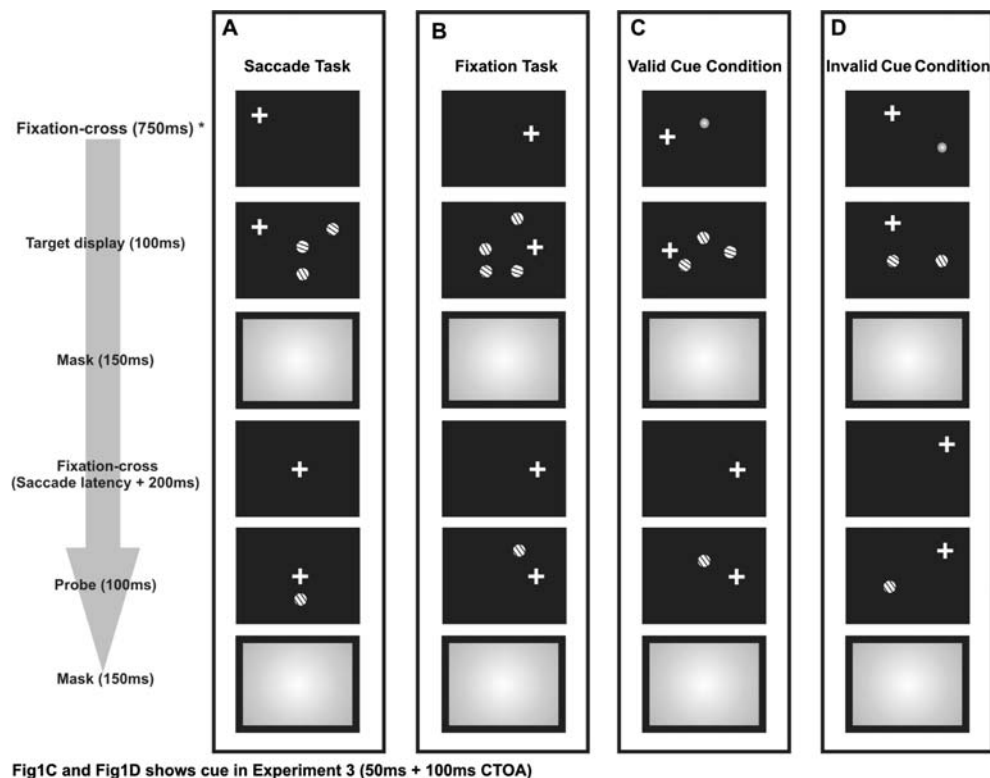 A
B
C
D
Saccade Task
Fixation Task
Valid Cue Condition
Invalid Cue Condition
Fixation-cross (750ms) *
Target display (100ms)
Mask (150ms)
Fixation-cross
(Saccade latency + 200ms)
Probe (100ms)
Mask (150ms)
Fig1C and Fig1D shows cue in Experiment 3 (50ms + 100ms CTOA)